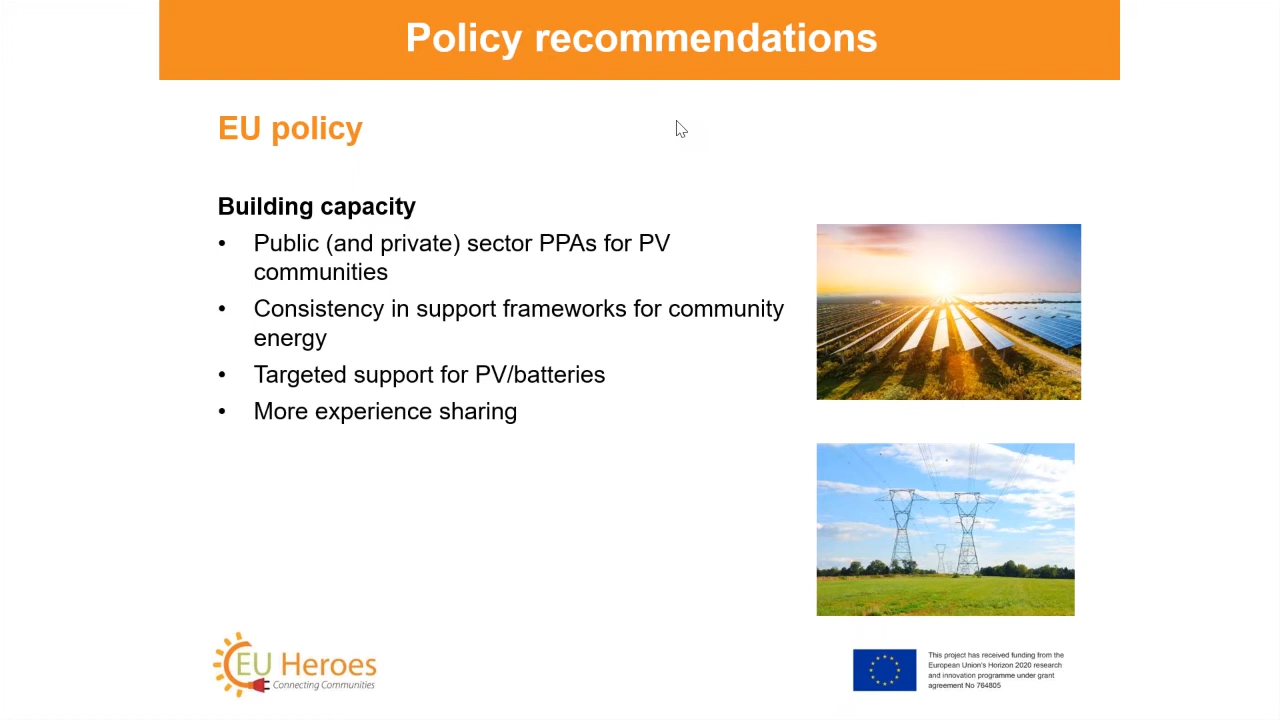 Policy recommendations
EU policy
Building capacity
• Public (and private) sector PPAs for PV
communities
• Consistency in support frameworks for community
energy
• Targeted support for PV/batteries
• More experience sharing
EU Heroes
Connecting Communities
This project has received funding from the
European Union's Horizon 2020 research
and innovation programme under grant
agreement No 764805